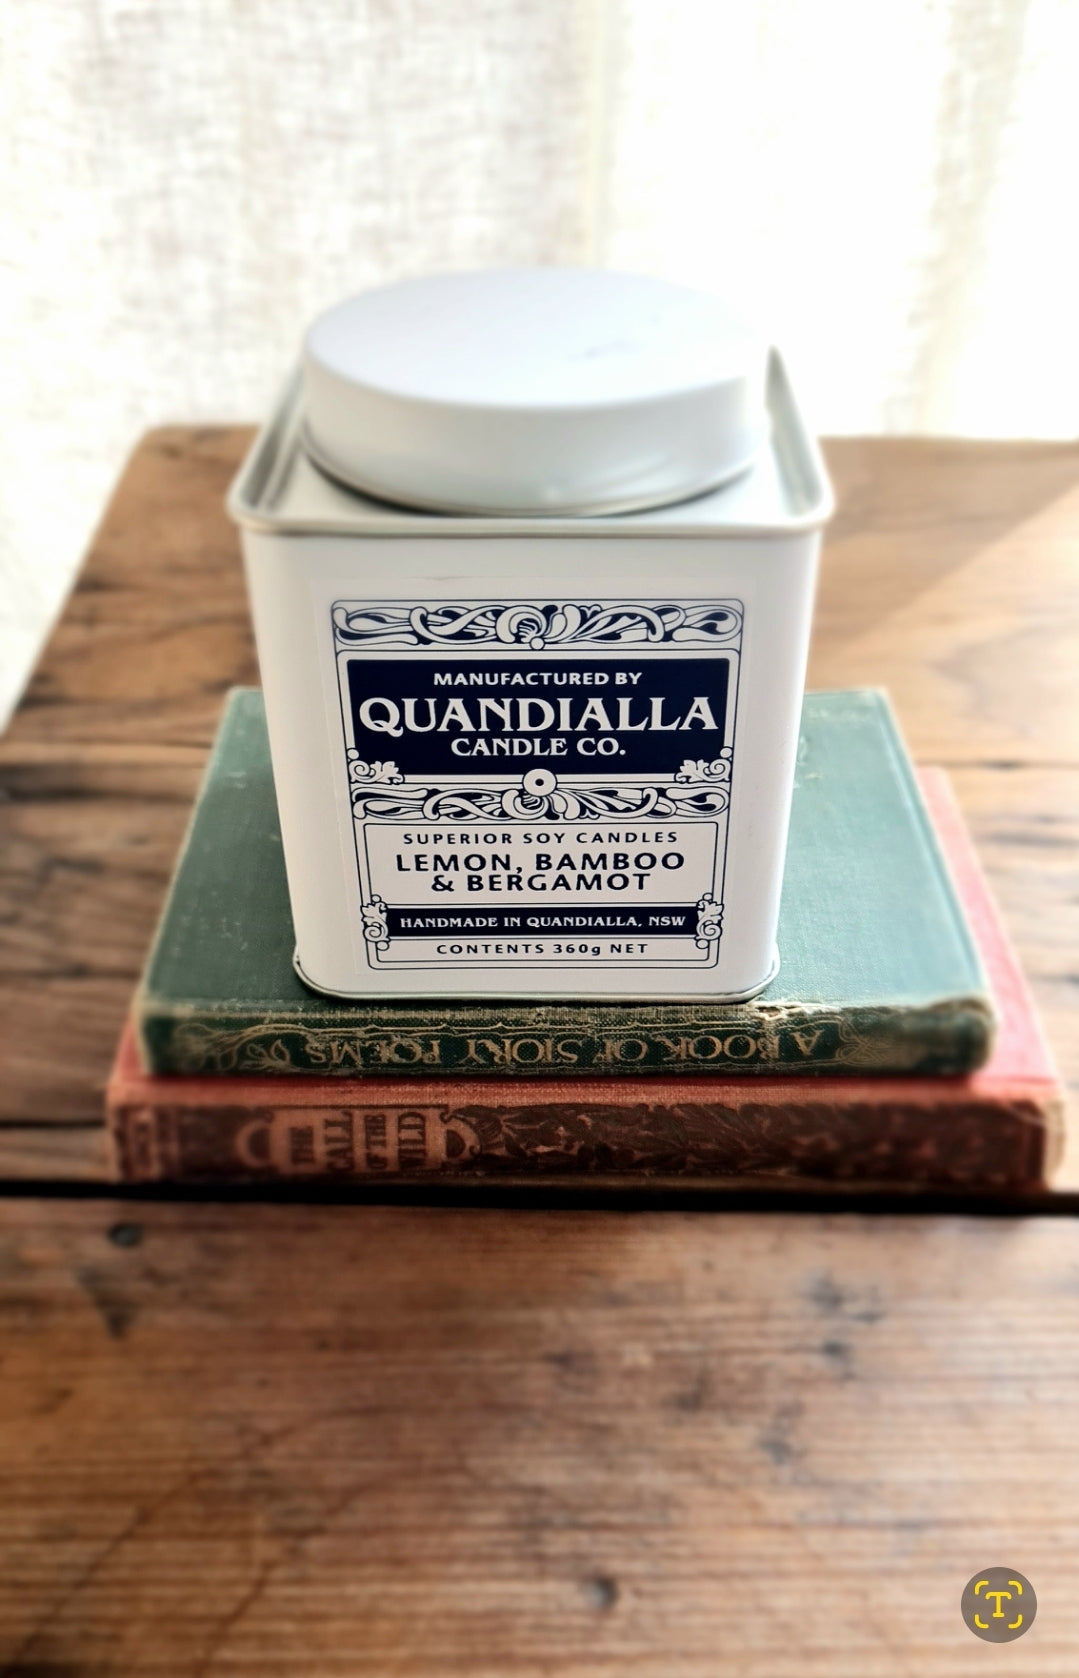 MANUFACTURED BY
QUANDIALLA
CANDLE CO.
SUPERIOR SOY CANDLES
LEMON, BAMBOO
& BERGAMOT
HANDMADE IN QUANDIALLA, NSW
CONTENTS 360g NET
A BOOK OF STORY POEMS
THE
CALL
OF THE
WILD